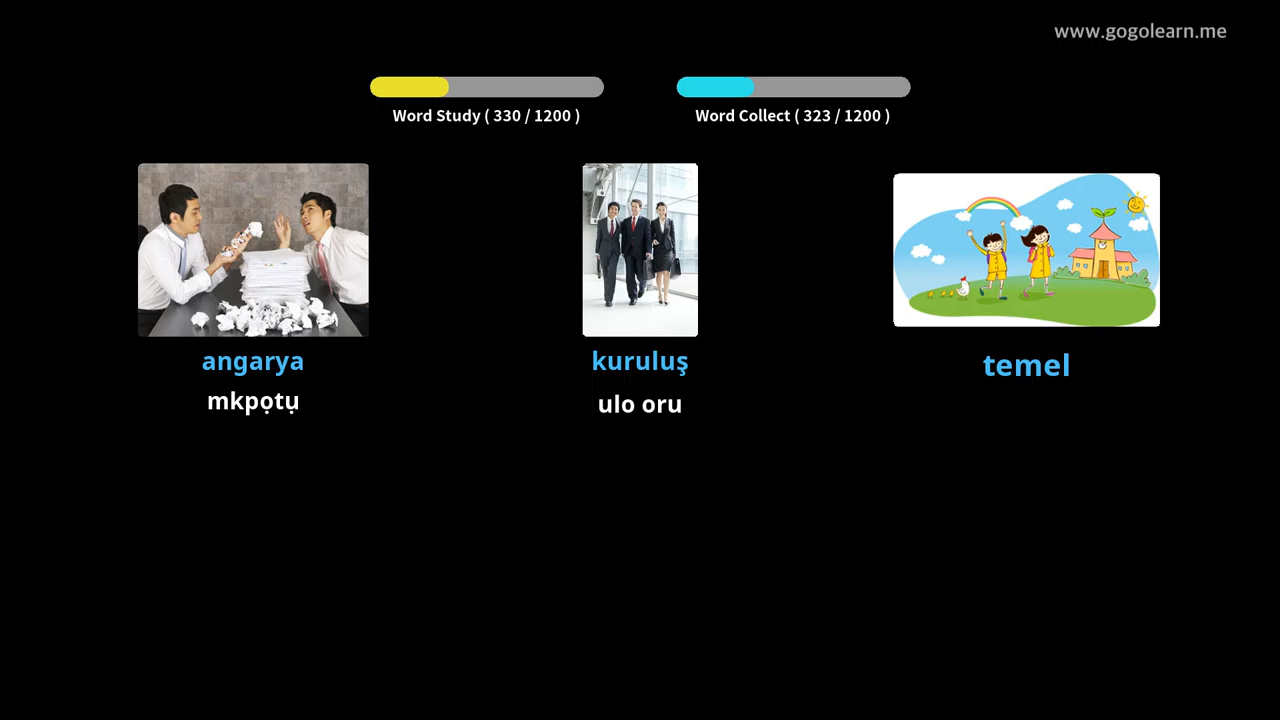 www.gogolearn.me
Word Study ( 330 / 1200 )
Word Collect ( 323 / 1200 )
angarya
kuruluş
temel
mkpọtụ
ulo oru